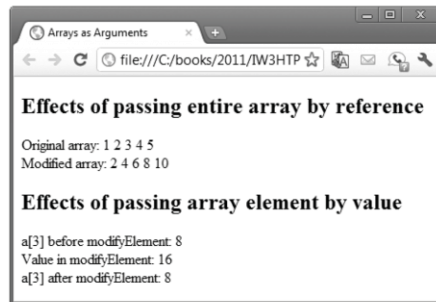 Arrays as Arguments
file:///C:/books/2011/IW3HTP
Effects of passing entire array by reference
Original array: 1 2 3 4 5
Modified array: 2 4 6 8 10
Effects of passing array element by value
a[3] before modifyElement: 8
Value in modifyElement: 16
a[3] after modifyElement: 8